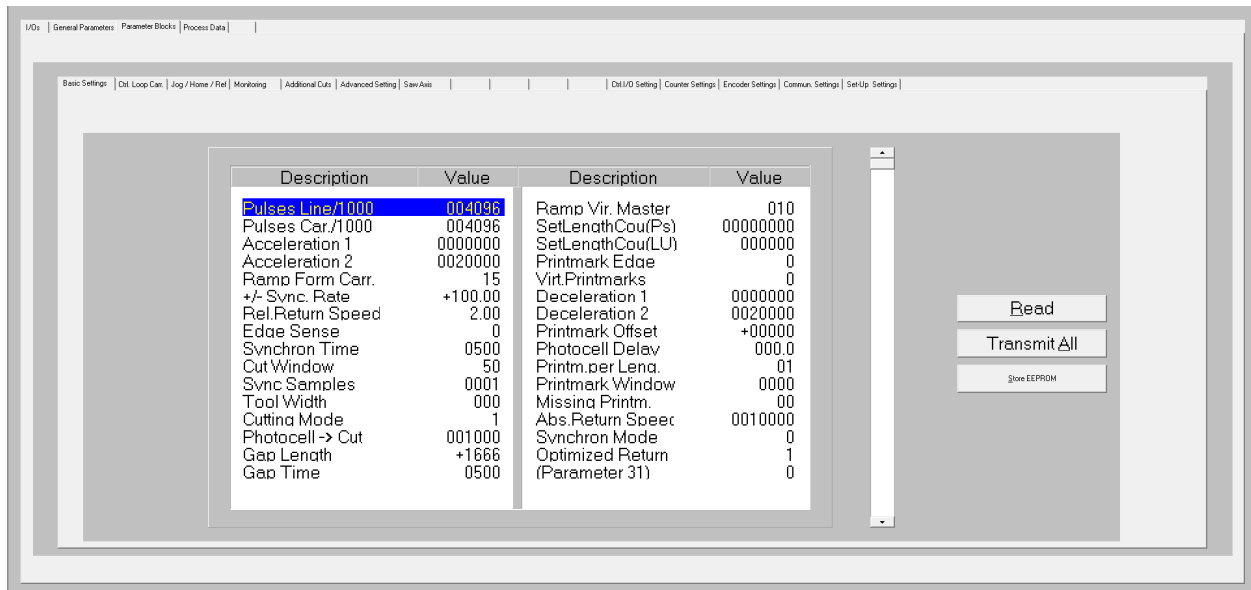 I/Os General Parameters Parameter Blocks Process Data
Basic Settings Ctrl. Loop Carr. Jog / Home / Ref Monitoring Additional Cuts Advanced Setting Saw Axis Ctrl.I/O Setting Counter Settings Encoder Settings Commun. Settings Set-Up Settings
Description Value Description Value
Pulses Line/1000 004096 Ramp Vir. Master 010
Pulses Car./1000 004096 SetLengthCou(Ps) 00000000
Acceleration 1 0000000 SetLengthCou(LU) 000000
Acceleration 2 0020000 Printmark Edge 0
Ramp Form Carr. 15 Virt.Printmarks 0
+/- Sync. Rate +100.00 Deceleration 1 0000000
Rel.Return Speed 2.00 Deceleration 2 0020000
Edge Sense 0 Printmark Offset +00000
Synchron Time 0500 Photocell Delay 000.0
Cut Window 50 Printm.per Leng. 01
Sync Samples 0001 Printmark Window 0000
Tool Width 000 Missing Printm. 00
Cutting Mode 1 Abs.Return Speed 0010000
Photocell -> Cut 001000 Synchron Mode 0
Gap Length +1666 Optimized Return 1
Gap Time 0500 (Parameter 31) 0
Read
Transmit All
Store EEPROM